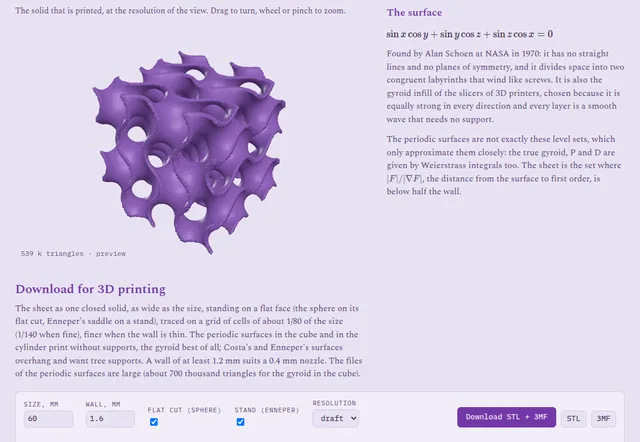 The solid that is printed, at the resolution of the view. Drag to turn, wheel or pinch to zoom.
539 k triangles · preview
The surface
sin x cos y + sin y cos z + sin z cos x = 0
Found by Alan Schoen at NASA in 1970: it has no straight
lines and no planes of symmetry, and it divides space into two
congruent labyrinths that wind like screws. It is also the
gyroid infill of the slicers of 3D printers, chosen because it is
equally strong in every direction and every layer is a smooth
wave that needs no support.
The periodic surfaces are not exactly these level sets, which
only approximate them closely: the true gyroid, P and D are
given by Weierstrass integrals too. The sheet is the set where
|F|/|∇F|, the distance from the surface to first order, is
below half the wall.
Download for 3D printing
The sheet as one closed solid, as wide as the size, standing on a flat face (the sphere on its
flat cut, Enneper's saddle on a stand), traced on a grid of cells of about 1/80 of the size
(1/140 when fine), finer when the wall is thin. The periodic surfaces in the cube and in the
cylinder print without supports, the gyroid best of all; Costa's and Enneper's surfaces
overhang and want tree supports. A wall of at least 1.2 mm suits a 0.4 mm nozzle. The files
of the periodic surfaces are large (about 700 thousand triangles for the gyroid in the cube).
SIZE, MM
60
WALL, MM
1.6
FLAT CUT (SPHERE)
STAND (ENNEPER)
RESOLUTION
draft
Download STL + 3MF
STL
3MF